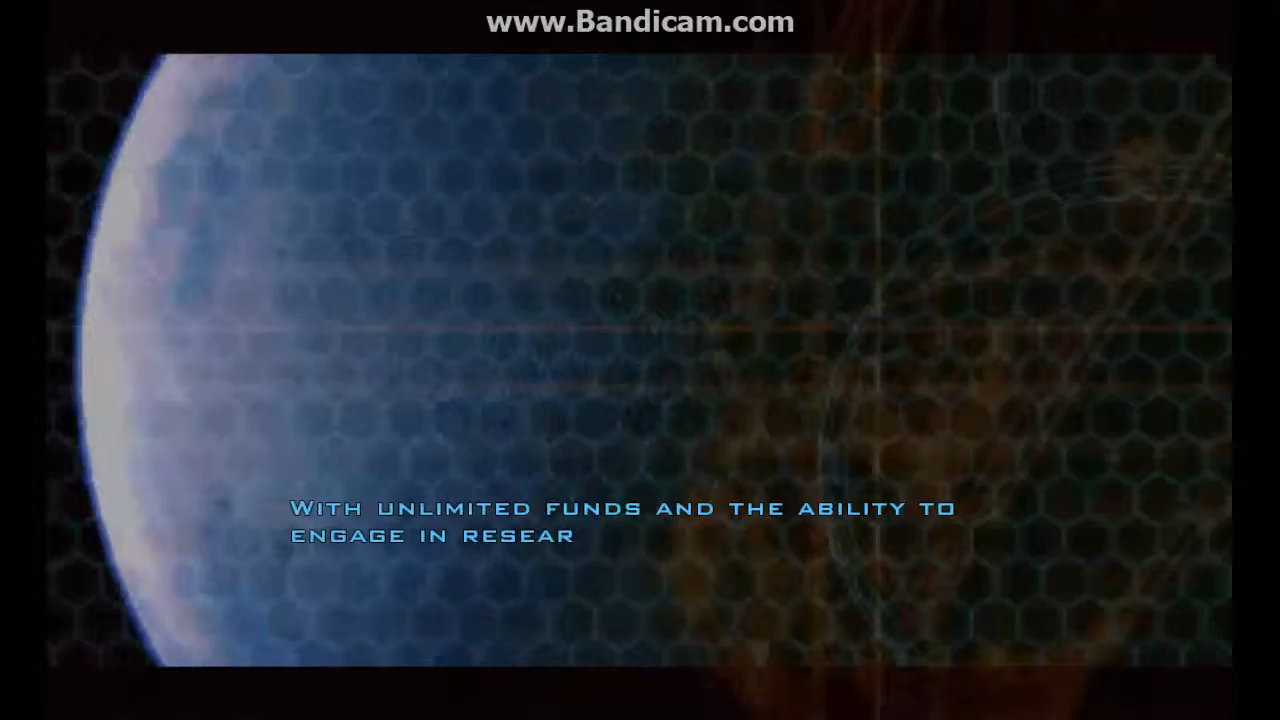 www.Bandicam.com
With unlimited funds and the ability to
engage in resear